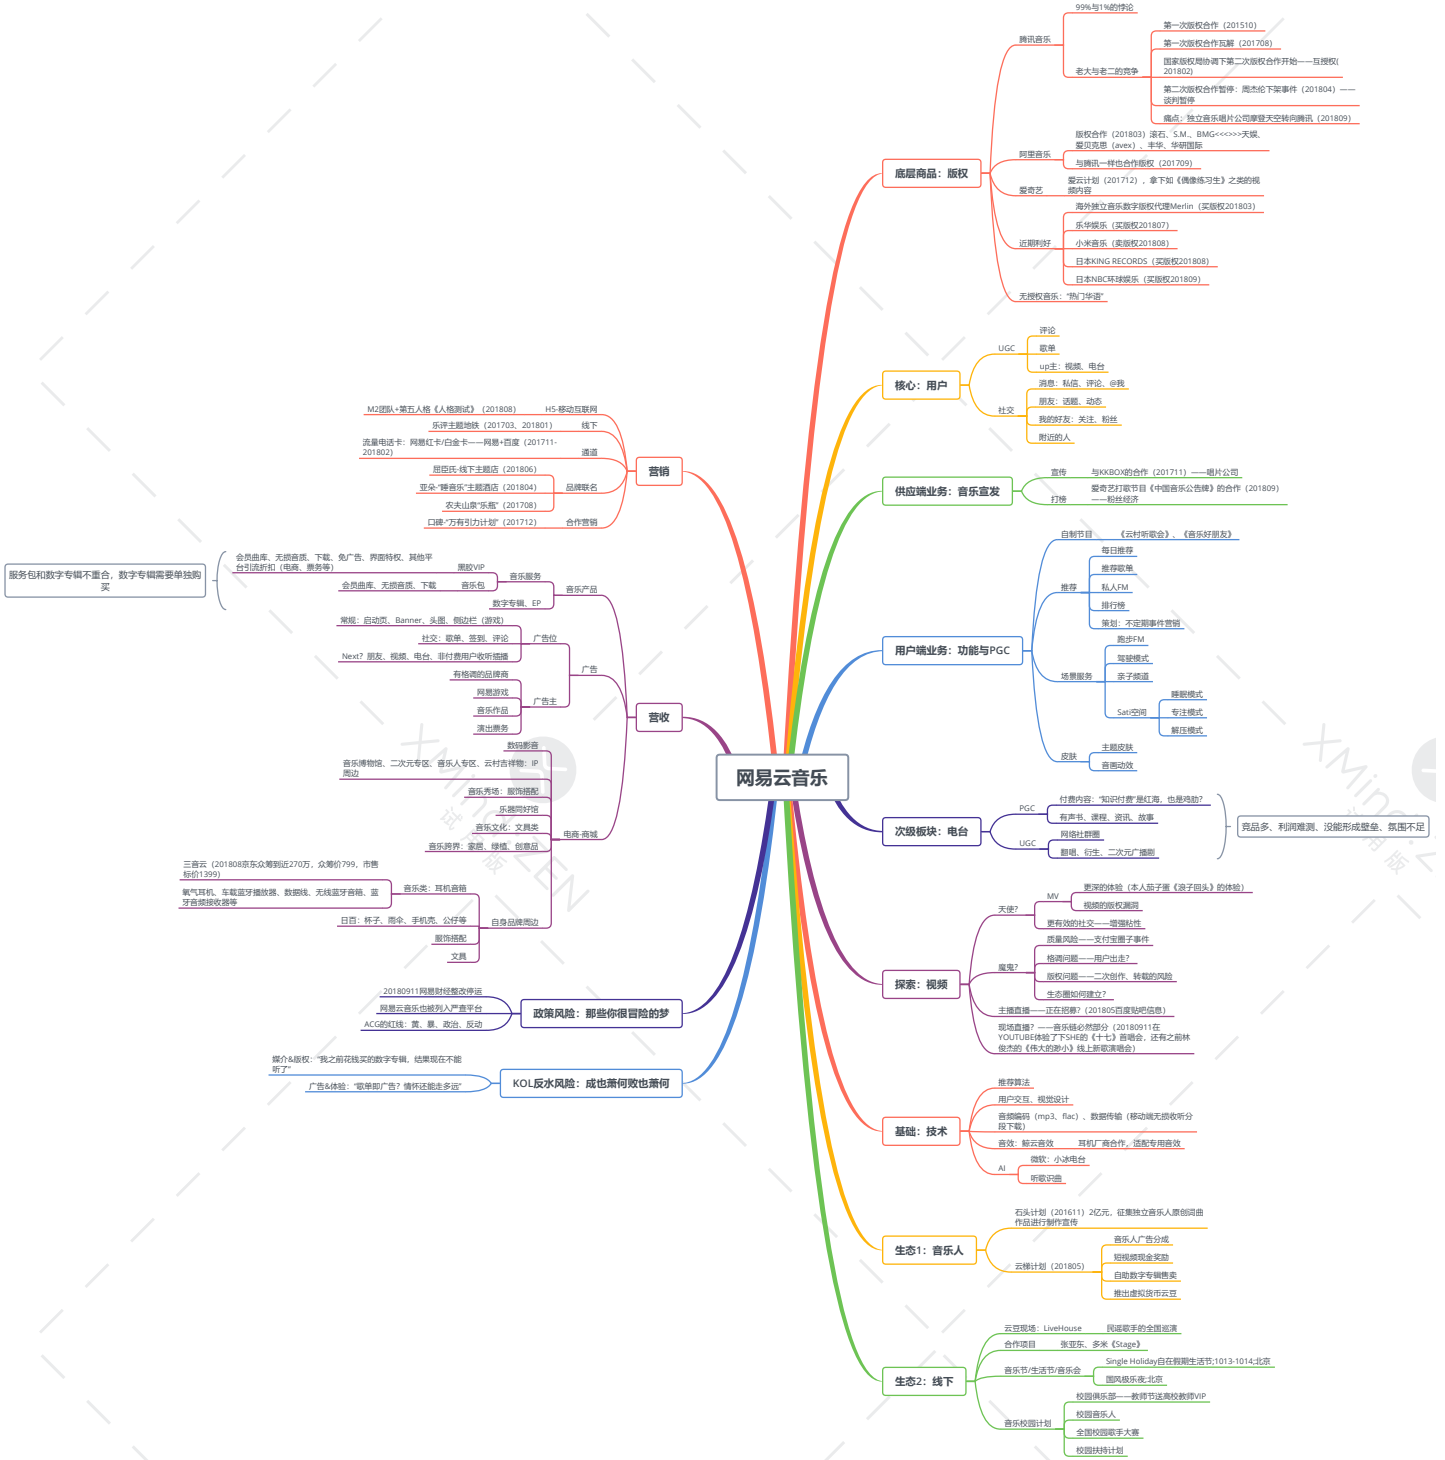 网易云音乐
底层商品：版权
腾讯音乐
99%与1%的悖论
老大与老二的竞争
第一次版权合作（201510）
第一次版权合作瓦解（201708）
国家版权局协调下第二次版权合作开始——互授权(
201802)
第二次版权合作暂停：周杰伦下架事件（201804）——
谈判暂停
痛点：独立音乐唱片公司摩登天空转向腾讯（201809）
阿里音乐
版权合作（201803）滚石、S.M.、BMG<<<>>>天娱、
爱贝克思（avex）、丰华、华研国际
与腾讯一样也合作版权（201709）
爱奇艺
爱云计划（201712），拿下如《偶像练习生》之类的视
频内容
近期利好
海外独立音乐数字版权代理Merlin（买版权201803）
乐华娱乐（买版权201807）
小米音乐（卖版权201808）
日本KING RECORDS（买版权201808）
日本NBC环球娱乐（买版权201809）
无授权音乐：“热门华语”
核心：用户
UGC
评论
歌单
up主：视频、电台
社交
消息：私信、评论、@我
朋友：话题、动态
我的好友：关注、粉丝
附近的人
供应端业务：音乐宣发
宣传
与KKBOX的合作（201711）——唱片公司
打榜
爱奇艺打歌节目《中国音乐公告牌》的合作（201809）
——粉丝经济
用户端业务：功能与PGC
自制节目
《云村听歌会》、《音乐好朋友》
推荐
每日推荐
推荐歌单
私人FM
排行榜
策划：不定期事件营销
场景服务
跑步FM
驾驶模式
亲子频道
Sati空间
睡眠模式
专注模式
解压模式
皮肤
主题皮肤
音画动效
次级板块：电台
PGC
付费内容：“知识付费”是红海，也是鸡肋？
有声书、课程、资讯、故事
UGC
网络社群圈
翻唱、衍生、二次元广播剧
竞品多、利润难测、没能形成壁垒、氛围不足
探索：视频
天使？
MV
更深的体验（本人茄子蛋《浪子回头》的体验）
视频的版权漏洞
更有效的社交——增强粘性
魔鬼？
质量风险——支付宝圈子事件
格调问题——用户出走？
版权问题——二次创作、转载的风险
生态圈如何建立？
主播直播——正在招募？（201805百度贴吧信息）
现场直播？——音乐链必然部分（20180911在
YOUTUBE体验了下SHE的《十七》首唱会，还有之前林
俊杰的《伟大的渺小》线上新歌演唱会）
基础：技术
推荐算法
用户交互、视觉设计
音频编码（mp3、flac）、数据传输（移动端无损收听分
段下载）
音效：鲸云音效
耳机厂商合作，适配专用音效
AI
微软：小冰电台
听歌识曲
生态1：音乐人
石头计划（201611）2亿元，征集独立音乐人原创词曲
作品进行制作宣传
云梯计划（201805）
音乐人广告分成
短视频现金奖励
自助数字专辑售卖
推出虚拟货币云豆
生态2：线下
云豆现场：LiveHouse
民谣歌手的全国巡演
合作项目
张亚东、多米《Stage》
音乐节/生活节/音乐会
Single Holiday自在假期生活节;1013-1014;北京
国风极乐夜;北京
音乐校园计划
校园俱乐部——教师节送高校教师VIP
校园音乐人
全国校园歌手大赛
校园扶持计划
营销
M2团队+第五人格《人格测试》（201808）
H5-移动互联网
乐评主题地铁（201703、201801）
线下
流量电话卡：网易红卡/白金卡——网易+百度（201711-
201802）
通道
屈臣氏-线下主题店（201806）
亚朵-“睡音乐”主题酒店（201804）
农夫山泉“乐瓶”（201708）
品牌联名
口碑-“万有引力计划”（201712）
合作营销
营收
音乐产品
音乐服务
会员曲库、无损音质、下载、免广告、界面特权、其他平
台引流折扣（电商、票务等）
黑胶VIP
会员曲库、无损音质、下载
音乐包
数字专辑、EP
服务包和数字专辑不重合，数字专辑需要单独购
买
广告
广告位
常规：启动页、Banner、头图、侧边栏（游戏）
社交：歌单、签到、评论
Next？朋友、视频、电台、非付费用户收听插播
广告主
有格调的品牌商
网易游戏
音乐作品
演出票务
电商-商城
数码影音
音乐博物馆、二次元专区、音乐人专区、云村吉祥物：IP
周边
音乐秀场：服饰搭配
乐器同好馆
音乐文化：文具类
音乐跨界：家居、绿植、创意品
自身品牌周边
音乐类：耳机音箱
三音云（201808京东众筹到近270万，众筹价799，市售
标价1399）
氧气耳机、车载蓝牙播放器、数据线、无线蓝牙音箱、蓝
牙音频接收器等
日百：杯子、雨伞、手机壳、公仔等
服饰搭配
文具
政策风险：那些你很冒险的梦
20180911网易财经整改停运
网易云音乐也被列入严查平台
ACG的红线：黄、暴、政治、反动
KOL反水风险：成也萧何败也萧何
媒介&版权：“我之前花钱买的数字专辑，结果现在不能
听了”
广告&体验：“歌单即广告？情怀还能走多远”
XMind:ZEN
试用版
XMind:Z
试用版